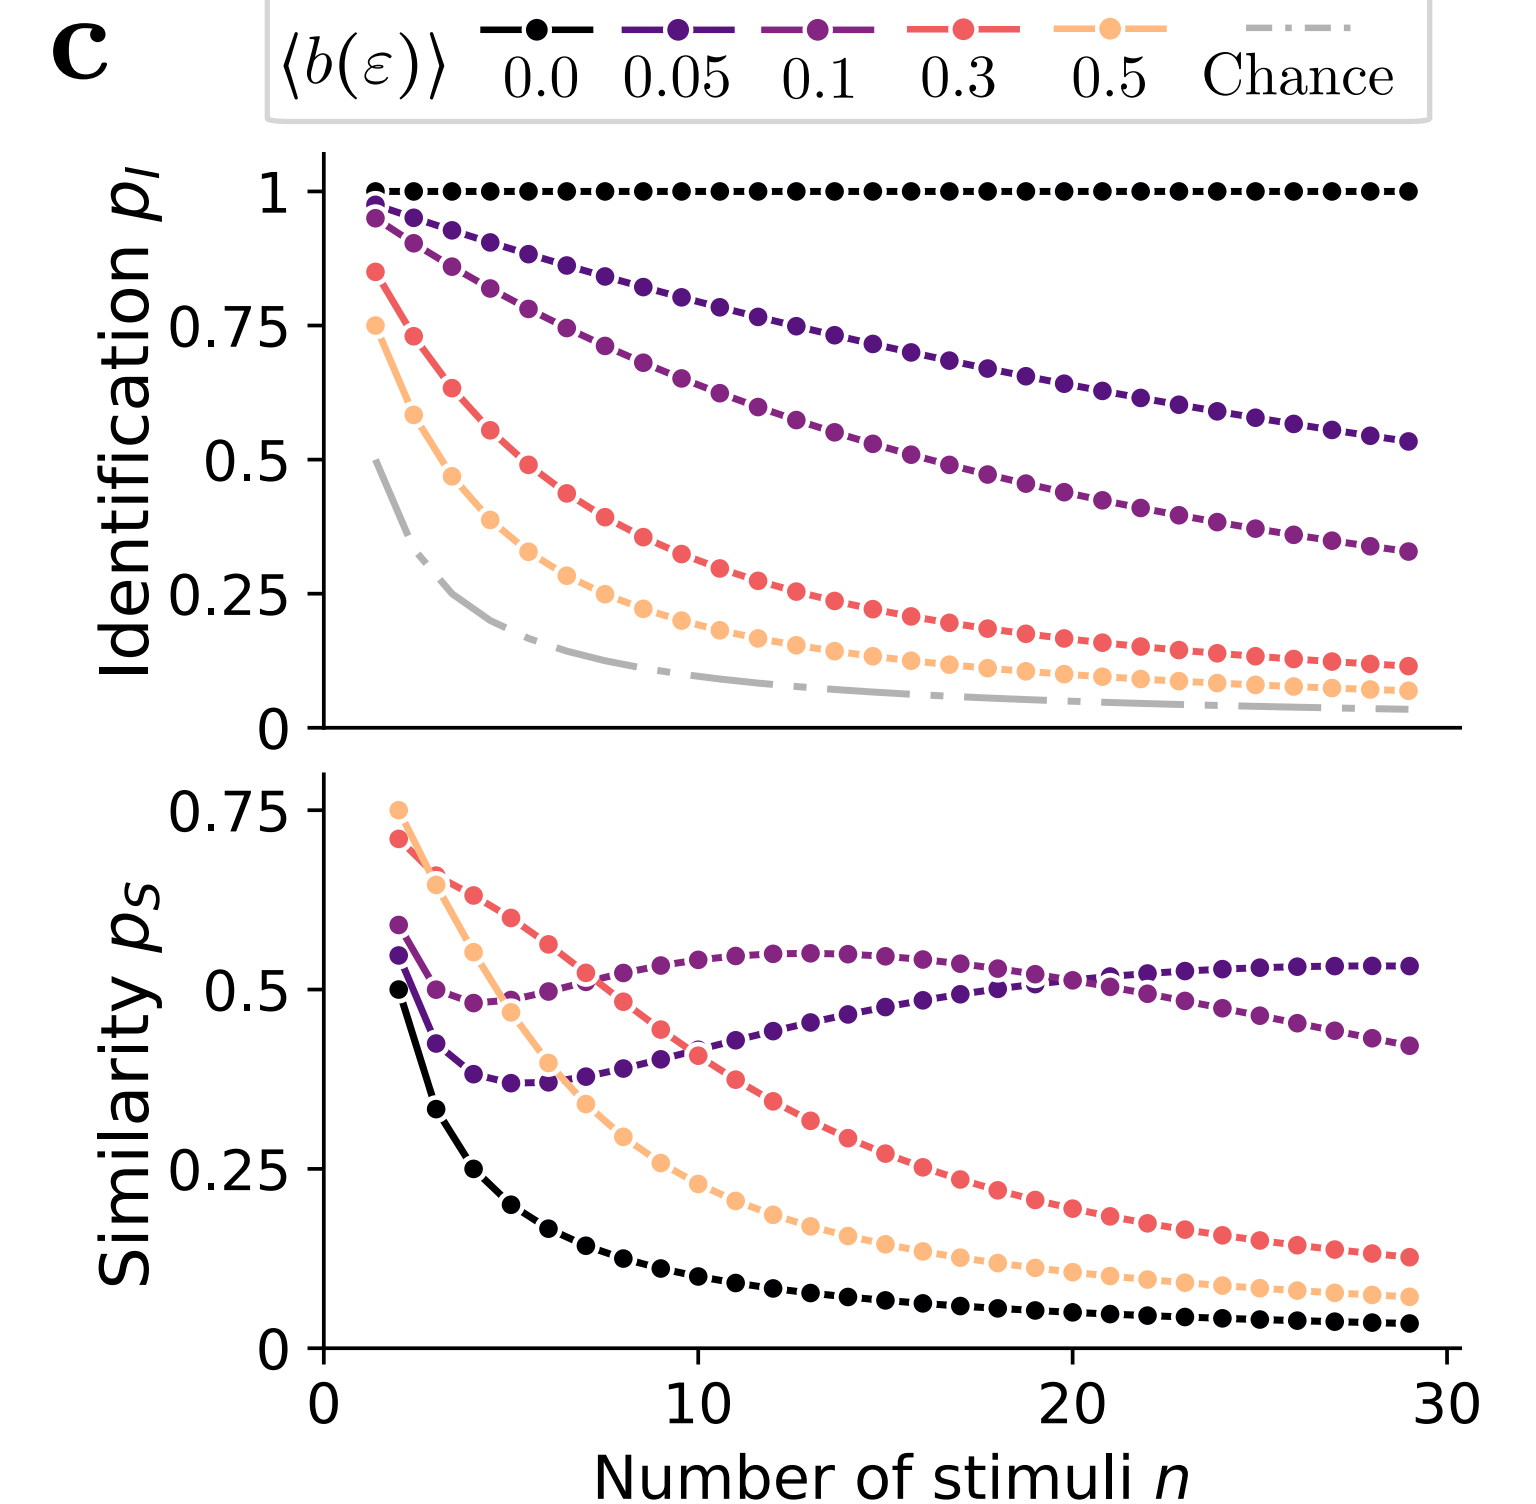 c
⟨b(ε)⟩ 0.0 0.05 0.1 0.3 0.5 Chance
Identification p_I
1
0.75
0.5
0.25
0
Similarity p_S
0.75
0.5
0.25
0
0 10 20 30
Number of stimuli n